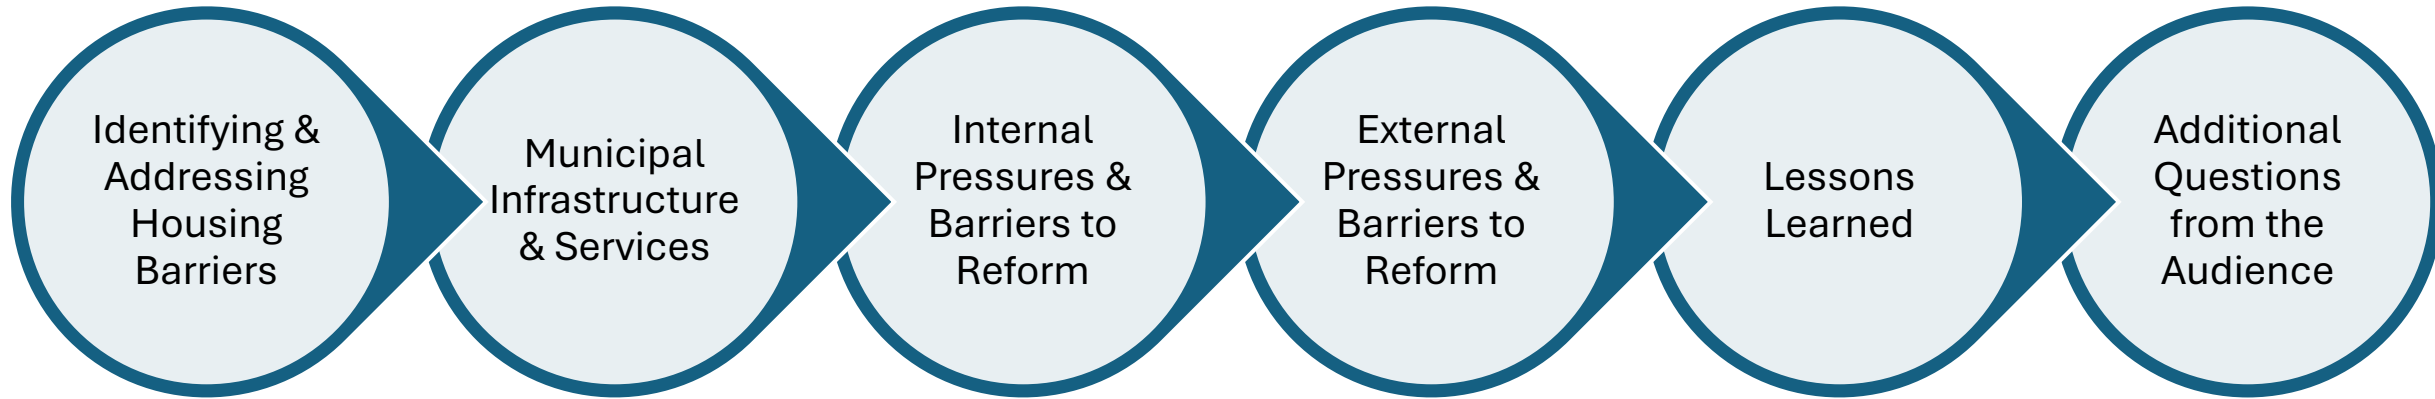 Identifying &
Addressing
Housing
Barriers
Municipal
Infrastructure
& Services
Internal
Pressures &
Barriers to
Reform
External
Pressures &
Barriers to
Reform
Lessons
Learned
Additional
Questions
from the
Audience